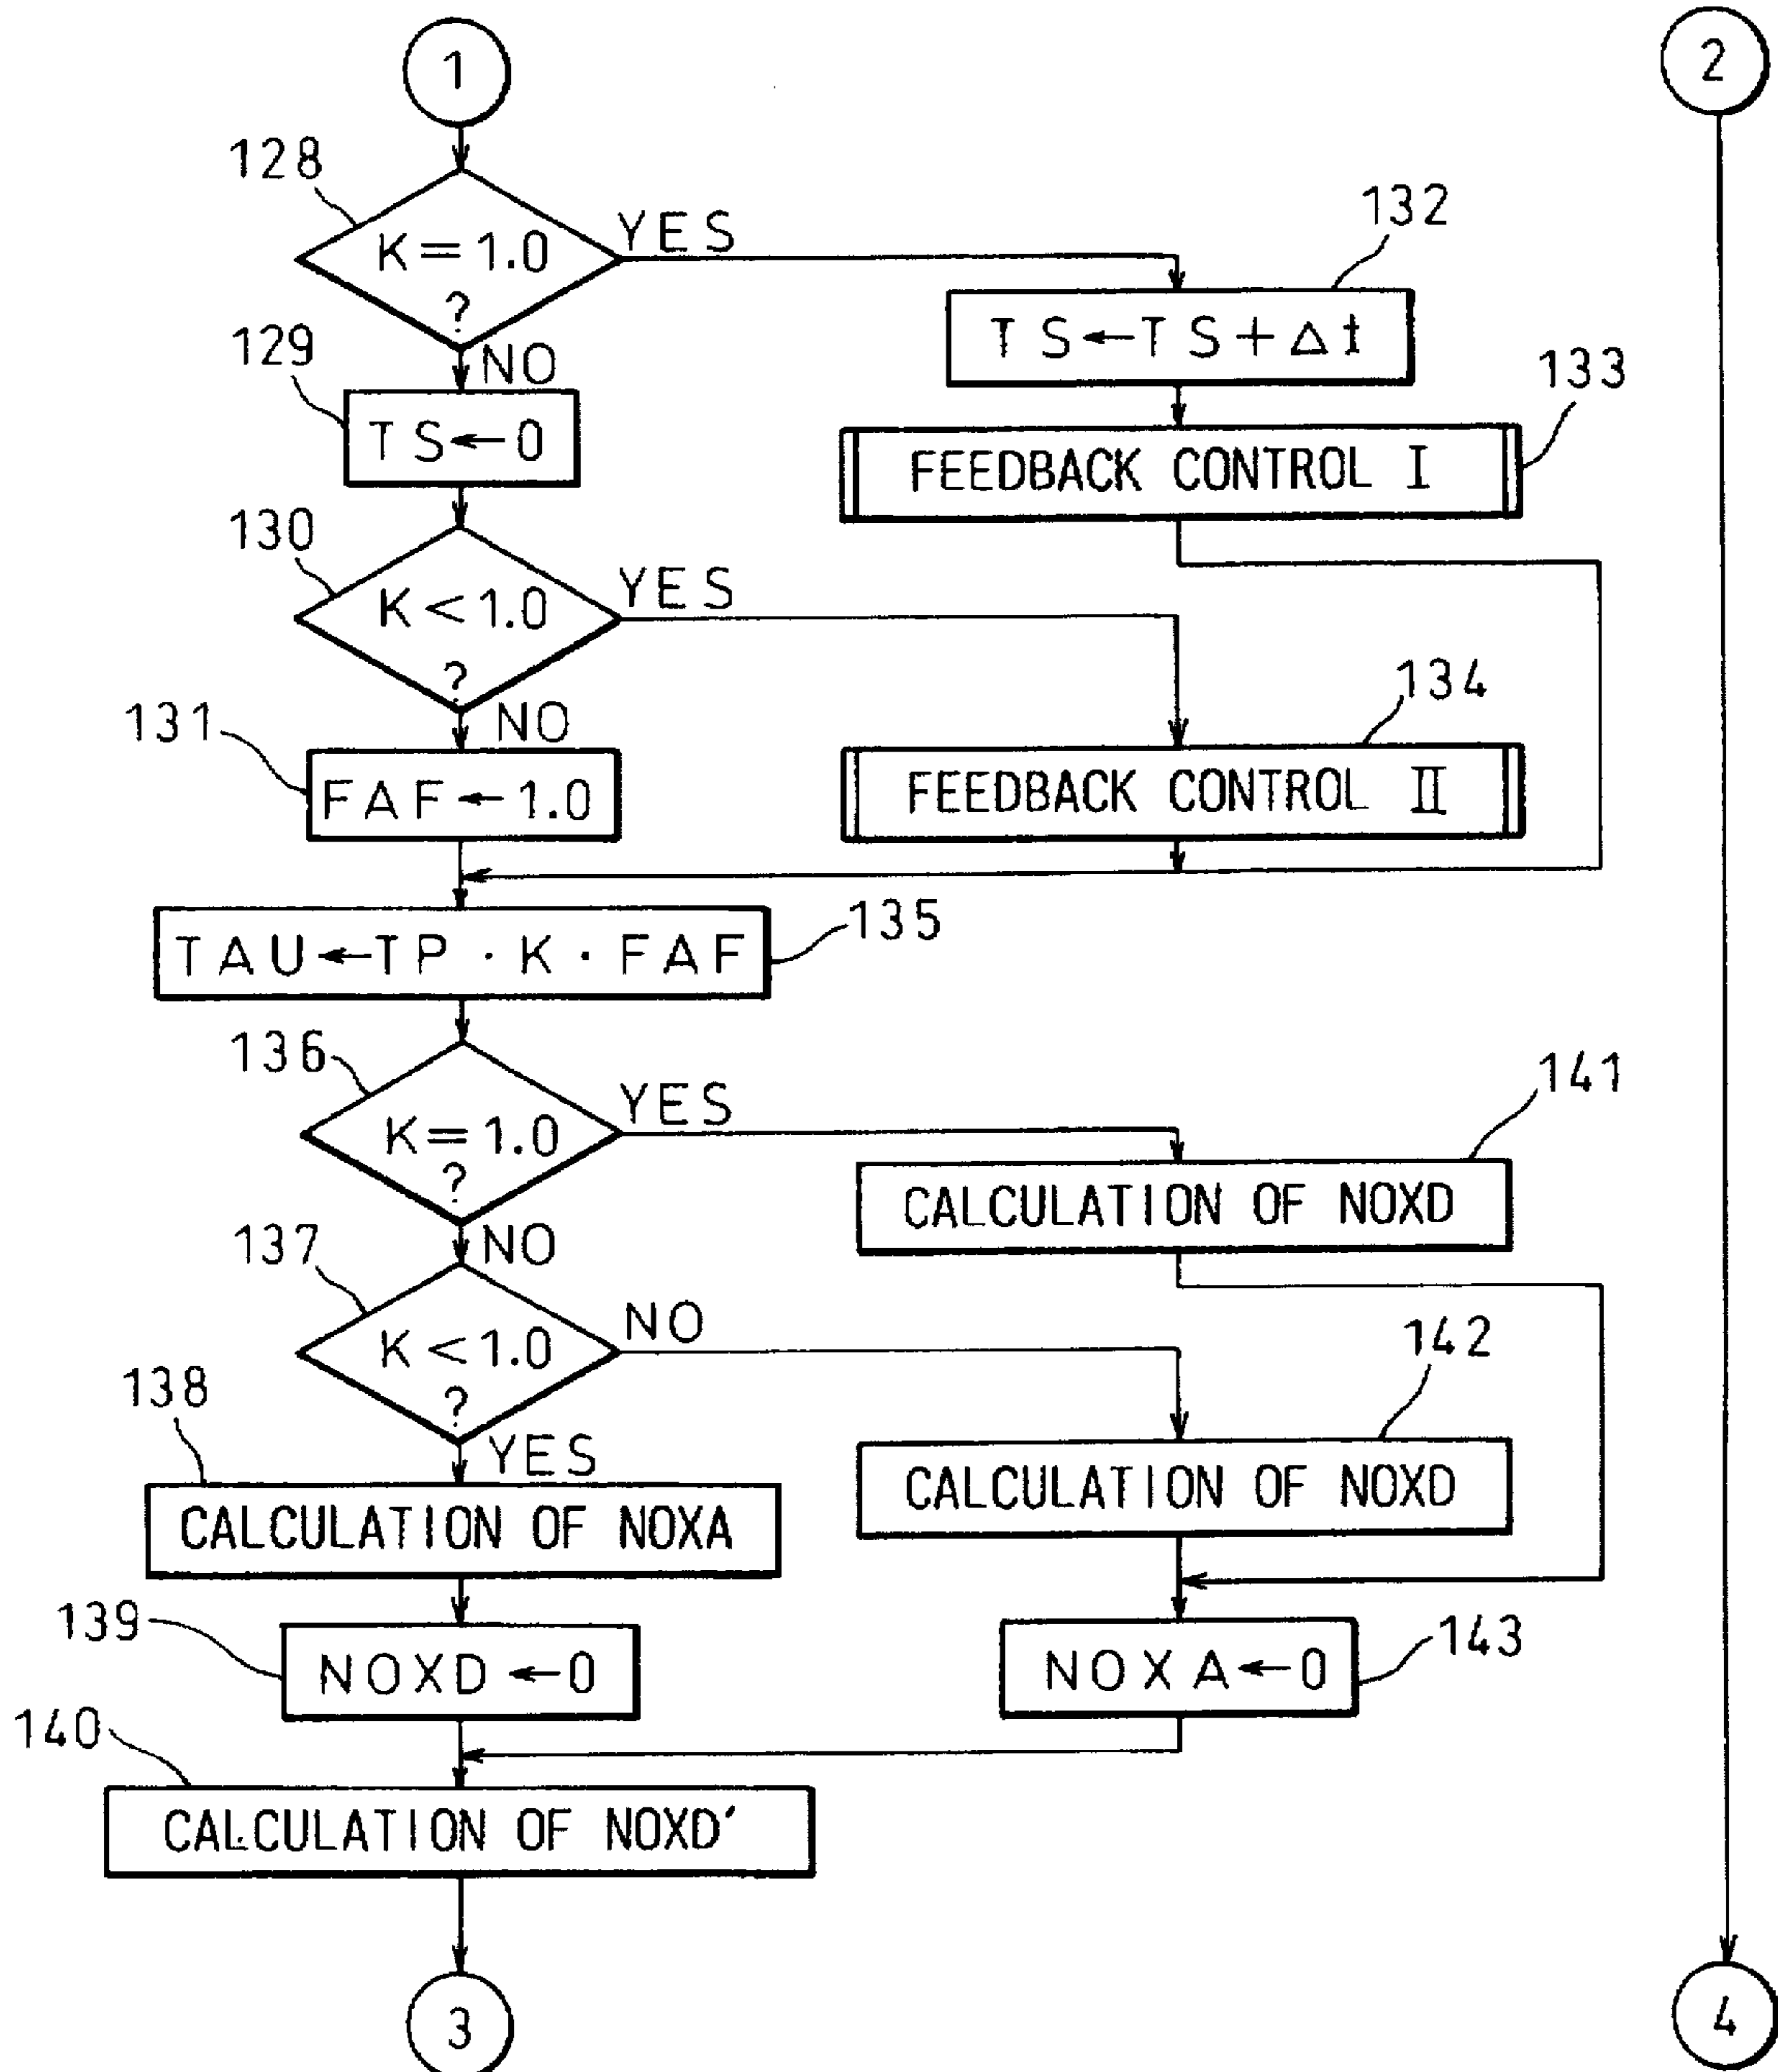 1
2
128
K=1.0
?
YES
132
TS←TS+Δt
NO
129
TS←0
133
FEEDBACK CONTROL I
130
K<1.0
?
YES
134
NO
131
FAF←1.0
FEEDBACK CONTROL II
TAU←TP・K・FAF
135
136
K=1.0
?
YES
141
CALCULATION OF NOXD
NO
137
K<1.0
?
NO
142
138
YES
CALCULATION OF NOXA
CALCULATION OF NOXD
139
NOXD←0
NOXA←0
143
140
CALCULATION OF NOXD'
3
4